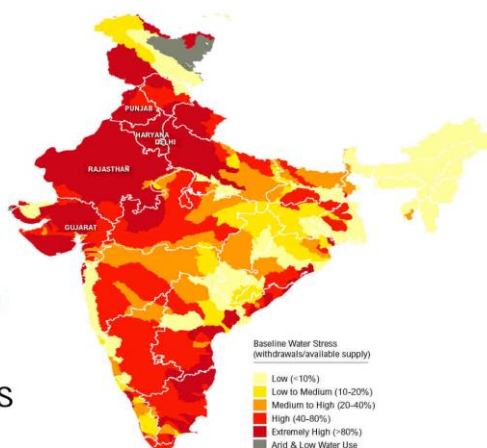 PUNJAB
HARYANA
DELHI
RAJASTHAN
GUJARAT
S
Baseline Water Stress
(withdrawals/available supply)
Low (<10%)
Low to Medium (10-20%)
Medium to High (20-40%)
High (40-80%)
Extremely High (>80%)
Arid & Low Water Use